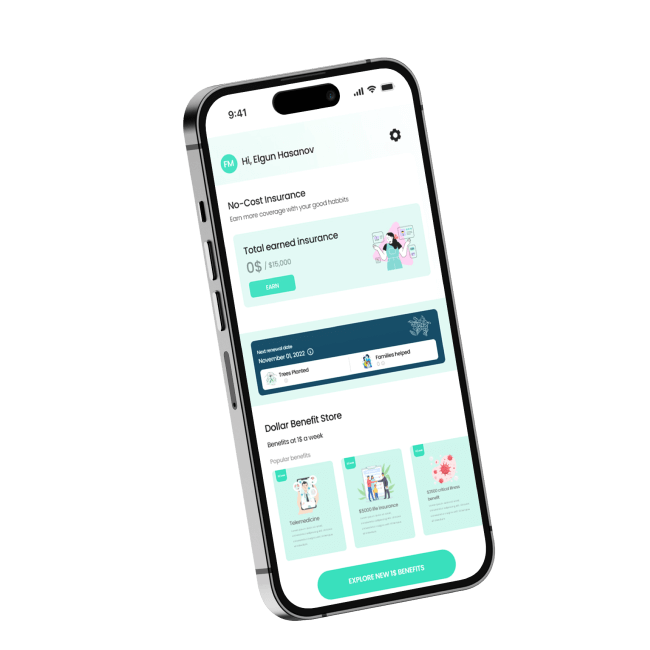 9:41
FM
Hi, Elgun Hasanov
No-Cost Insurance
Earn more coverage with your good habbits
Total earned insurance
0$ / $15,000
EARN
Next renewal date
November 01, 2022
Trees Planted
Families helped
Dollar Benefit Store
Benefits at 1$ a week
Popular benefits
Telemedicine
$5000 life insurance
$2500 critical illness
Benefit
EXPLORE NEW 1$ BENEFITS